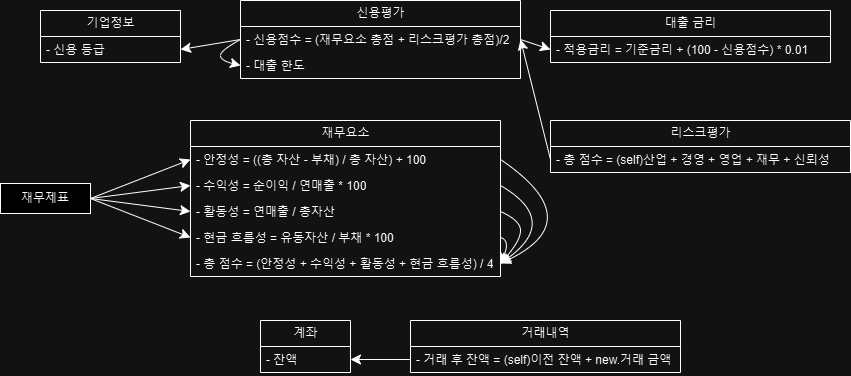 기업정보
- 신용 등급
신용평가
- 신용점수 = (재무요소 총점 + 리스크평가 총점)/2
- 대출 한도
대출 금리
- 적용금리 = 기준금리 + (100 - 신용점수) * 0.01
재무제표
재무요소
- 안정성 = ((총 자산 - 부채) / 총 자산) + 100
- 수익성 = 순이익 / 연매출 * 100
- 활동성 = 연매출 / 총자산
- 현금 흐름성 = 유동자산 / 부채 * 100
- 총 점수 = (안정성 + 수익성 + 활동성 + 현금 흐름성) / 4
리스크평가
- 총 점수 = (self)산업 + 경영 + 영업 + 재무 + 신뢰성
계좌
- 잔액
거래내역
- 거래 후 잔액 = (self)이전 잔액 + new.거래 금액